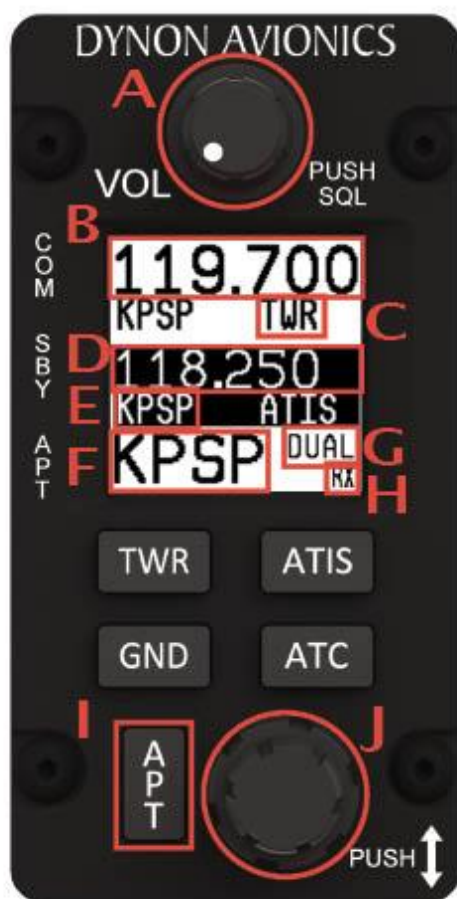 DYNON AVIONICS
A
VOL
PUSH
SQL
B
COM
119.700
KPSP TWR
C
SBY
D
118.250
E
KPSP ATIS
APT
F
KPSP
DUAL
G
RX
H
TWR
ATIS
GND
ATC
I
J
APT
PUSH